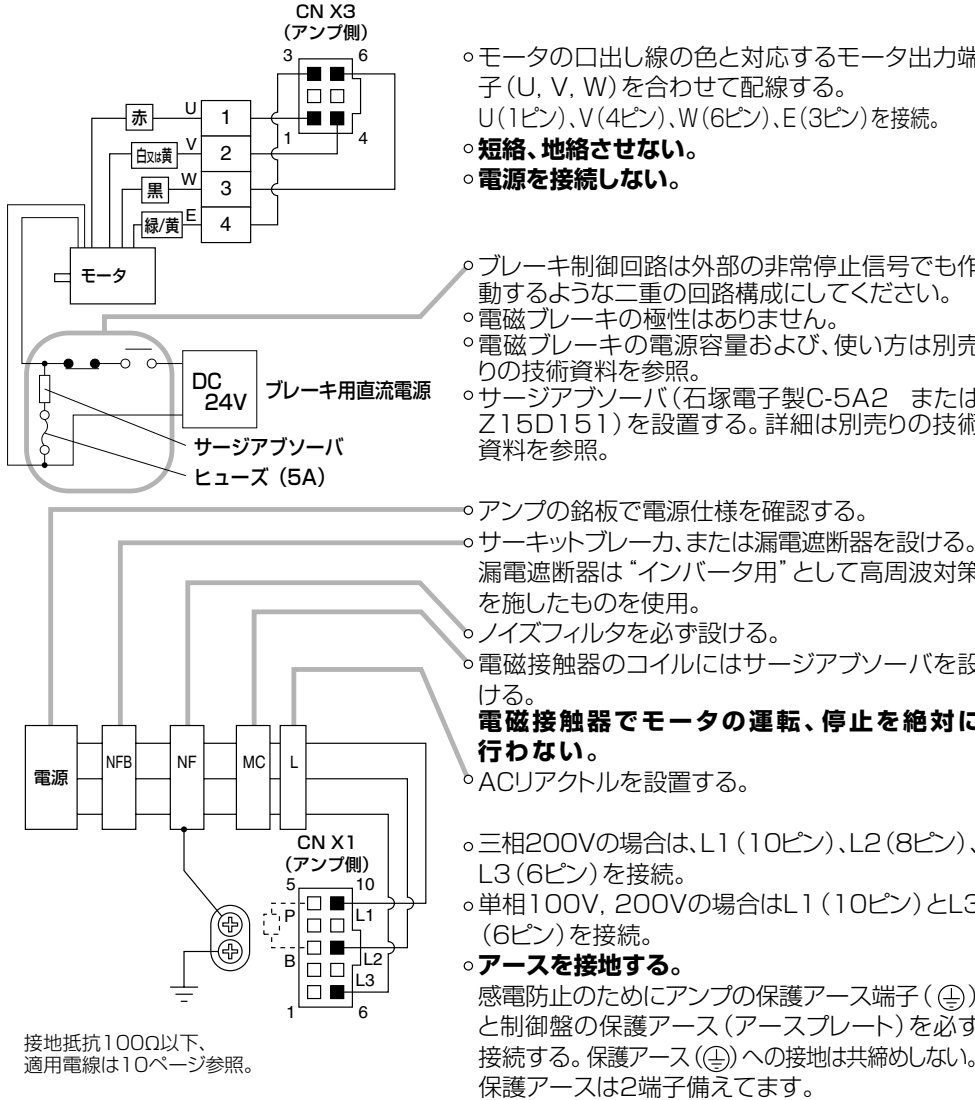 CN X3
(アンプ側)
3 6
1 4
赤 U 1
白又は黄 V 2
黒 W 3
緑/黄 E 4
モータ
DC
24V
ブレーキ用直流電源
サージアブソーバ
ヒューズ (5A)
電源 NFB NF MC L
CN X1
(アンプ側)
5 10
P L1
B L2
L3
1 6
接地抵抗100Ω以下、
適用電線は10ページ参照。
○モータの口出し線の色と対応するモータ出力端
子(U, V, W)を合わせて配線する。
U(1ピン)、V(4ピン)、W(6ピン)、E(3ピン)を接続。
○短絡、地絡させない。
○電源を接続しない。
○ブレーキ制御回路は外部の非常停止信号でも作
動するような二重の回路構成にしてください。
○電磁ブレーキの極性はありません。
○電磁ブレーキの電源容量および、使い方は別売
りの技術資料を参照。
○サージアブソーバ(石塚電子製C-5A2 または
Z15D151)を設置する。詳細は別売りの技術
資料を参照。
○アンプの銘板で電源仕様を確認する。
○サーキットブレーカ、または漏電遮断器を設ける。
漏電遮断器は“インバータ用”として高周波対策
を施したものを使用。
○ノイズフィルタを必ず設ける。
○電磁接触器のコイルにはサージアブソーバを設
ける。
電磁接触器でモータの運転、停止を絶対に
行わない。
○ACリアクトルを設置する。
○三相200Vの場合は、L1(10ピン)、L2(8ピン)、
L3(6ピン)を接続。
○単相100V, 200Vの場合はL1(10ピン)とL3
(6ピン)を接続。
○アースを接地する。
感電防止のためにアンプの保護アース端子(⏚)
と制御盤の保護アース(アースプレート)を必ず
接続する。保護アース(⏚)への接地は共締めしない。
保護アースは2端子備えてます。